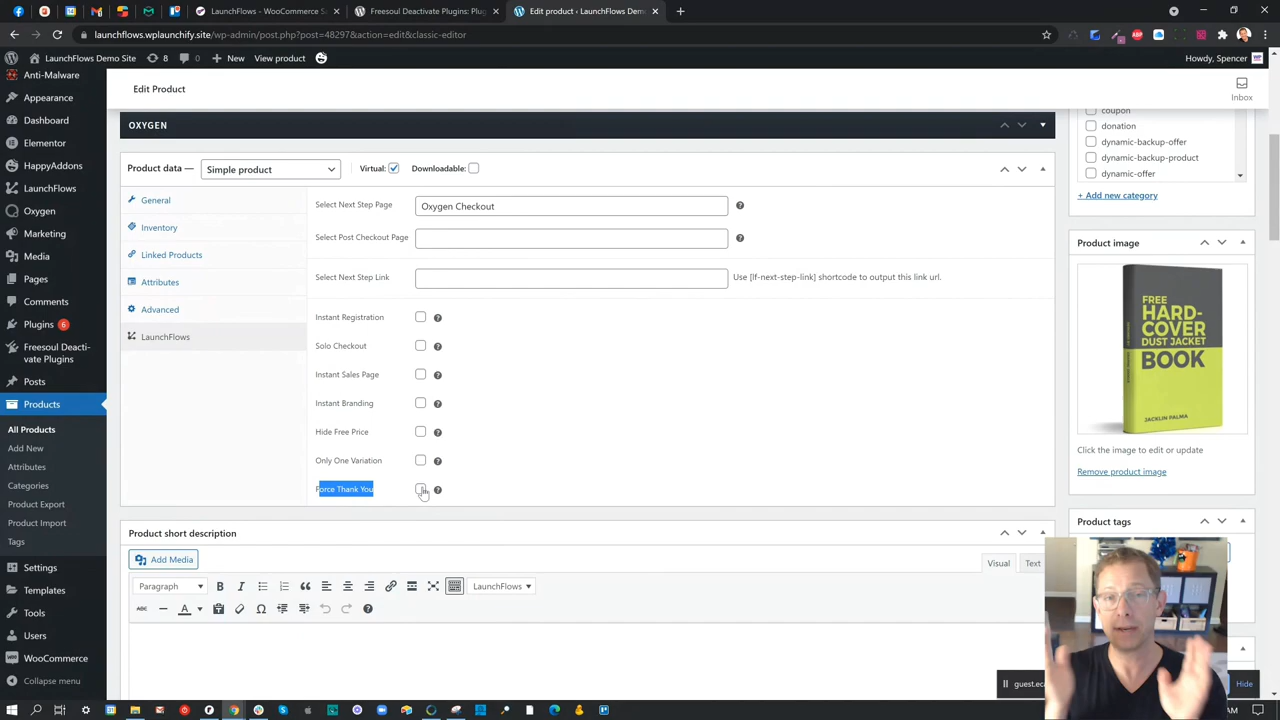 LaunchFlows - WooCommerce S
Freesoul Deactivate Plugins: Plug
Edit product ‹ LaunchFlows Demo
launchflows.wplaunchify.site/wp-admin/post.php?post=48297&action=edit&classic-editor
LaunchFlows Demo Site
8
0
New
View product
Howdy, Spencer
Anti-Malware
Appearance
Dashboard
Elementor
HappyAddons
LaunchFlows
Oxygen
Marketing
Media
Pages
Comments
Plugins 6
Freesoul Deacti-
vate Plugins
Posts
Products
All Products
Add New
Attributes
Categories
Product Export
Product Import
Tags
Settings
Templates
Tools
Users
WooCommerce
Collapse menu
Edit Product
Inbox
OXYGEN
Product data —
Simple product
Virtual:
Downloadable:
General
Inventory
Linked Products
Attributes
Advanced
LaunchFlows
Select Next Step Page
Oxygen Checkout
Select Post Checkout Page
Select Next Step Link
Use [lf-next-step-link] shortcode to output this link url.
Instant Registration
Solo Checkout
Instant Sales Page
Instant Branding
Hide Free Price
Only One Variation
Force Thank You
Product short description
Add Media
Visual
Text
Paragraph
B
I
LaunchFlows
ABC
A
coupon
donation
dynamic-backup-offer
dynamic-backup-product
dynamic-offer
+ Add new category
Product image
FREE
HARD-
COVER
DUST JACKET
BOOK
JACKLIN PALMA
Click the image to edit or update
Remove product image
Product tags
Hide